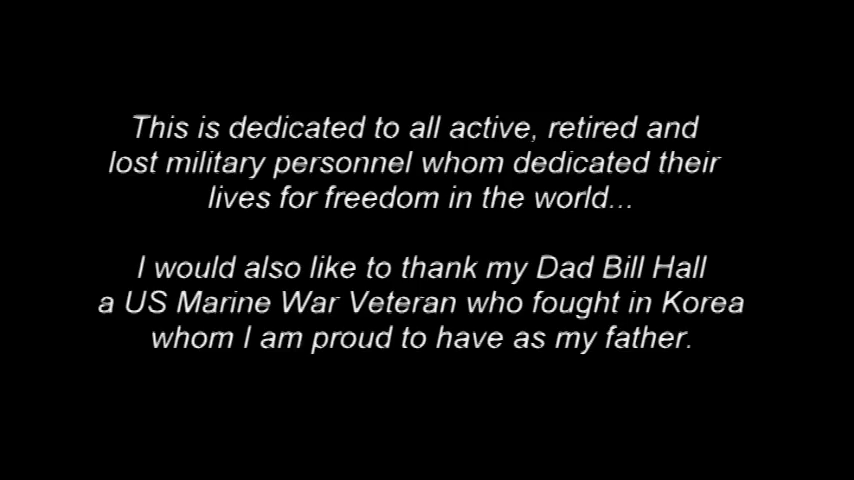 This is dedicated to all active, retired and
lost military personnel whom dedicated their
lives for freedom in the world...
I would also like to thank my Dad Bill Hall
a US Marine War Veteran who fought in Korea
whom I am proud to have as my father.